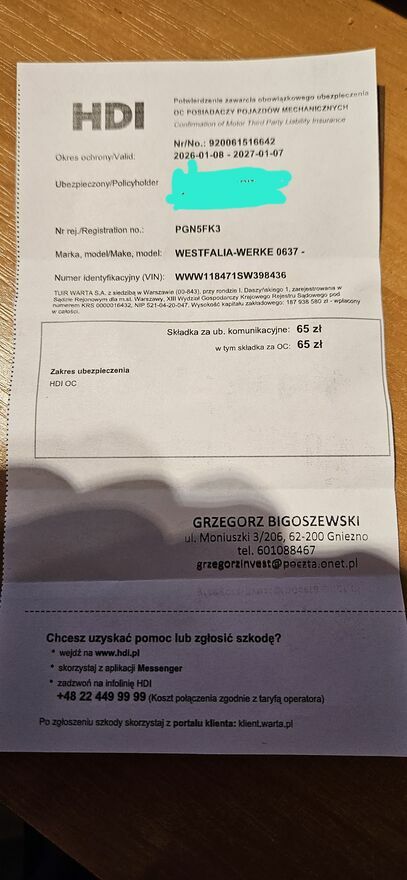 HDI
Potwierdzenie zawarcia obowiązkowego ubezpieczenia
OC POSIADACZY POJAZDÓW MECHANICZNYCH
Confirmation of Motor Third Party Liability Insurance
Nr/No.: 920061516642
Okres ochrony/Valid: 2026-01-08 - 2027-01-07
Ubezpieczony/Policyholder
Nr rej./Registration no.: PGN5FK3
Marka, model/Make, model: WESTFALIA-WERKE 0637 -
Numer identyfikacyjny (VIN): WWW118471SW398436
TUiR WARTA S.A. z siedzibą w Warszawie (00-843), przy rondzie I. Daszyńskiego 1, zarejestrowana w
Sądzie Rejonowym dla m.st. Warszawy, XIII Wydział Gospodarczy Krajowego Rejestru Sądowego pod
numerem KRS 0000016432, NIP 521-04-20-047. Wysokość kapitału zakładowego: 187 938 580 zł - wpłacony
w całości.
Składka za ub. komunikacyjne: 65 zł
w tym składka za OC: 65 zł
Zakres ubezpieczenia
HDI OC
GRZEGORZ BIGOSZEWSKI
ul. Moniuszki 3/206, 62-200 Gniezno
tel. 601088467
grzegorzinvest@poczta.onet.pl
Chcesz uzyskać pomoc lub zgłosić szkodę?
* wejdź na www.hdi.pl
* skorzystaj z aplikacji Messenger
* zadzwoń na infolinię HDI
+48 22 449 99 99 (Koszt połączenia zgodnie z taryfą operatora)
Po zgłoszeniu szkody skorzystaj z portalu klienta: klient.warta.pl